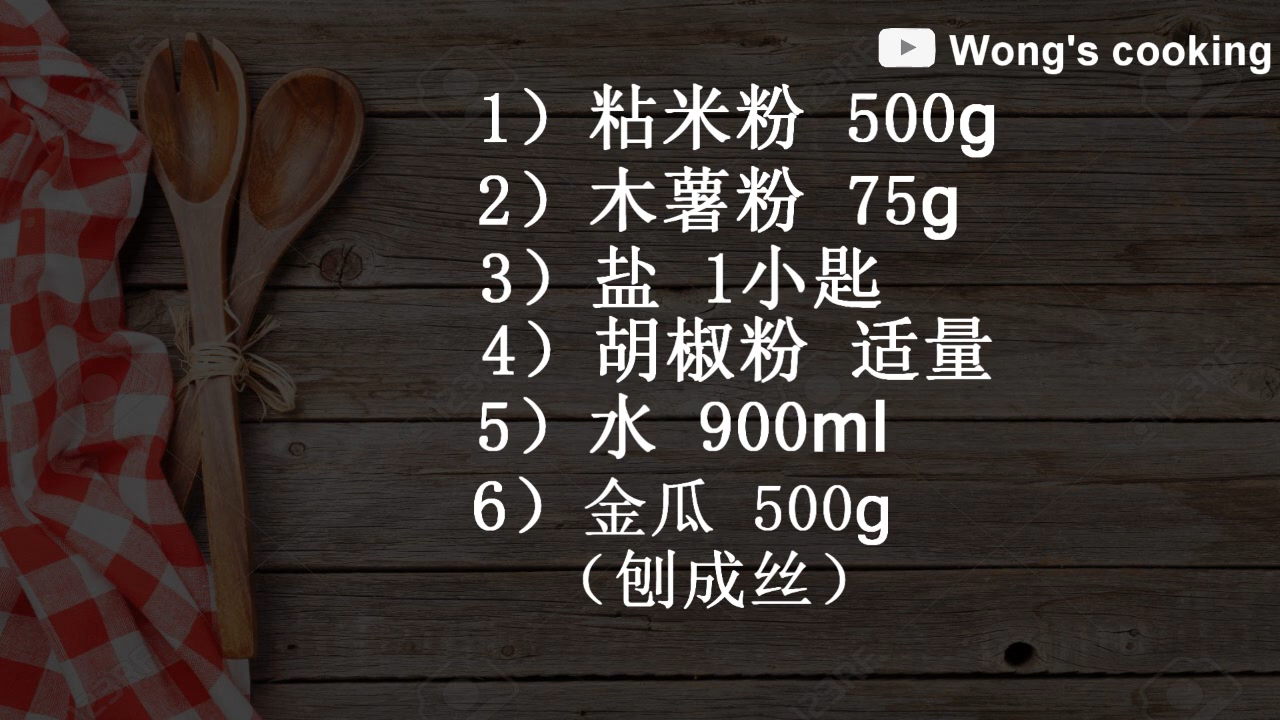 Wong's cooking
1）粘米粉 500g
2）木薯粉 75g
3）盐 1小匙
4）胡椒粉 适量
5）水 900ml
6）金瓜 500g
（刨成丝）